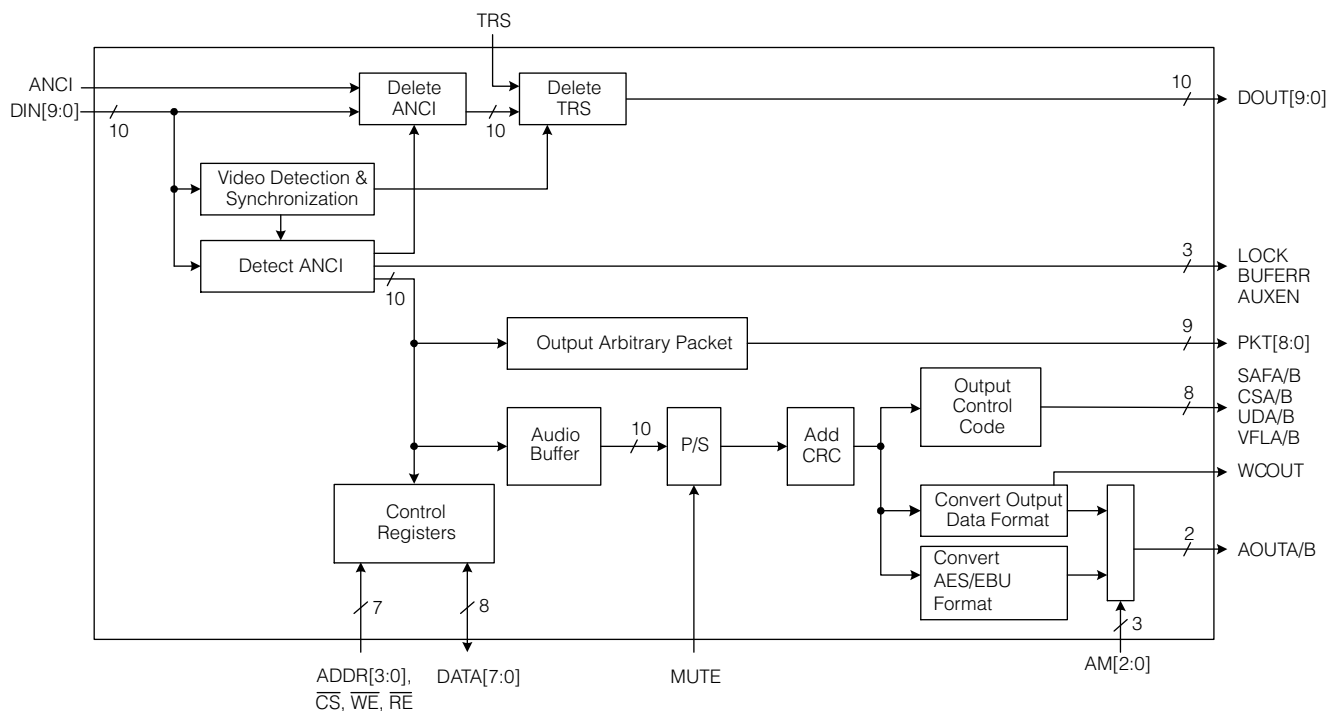 TRS
ANCI
DIN[9:0]
10
Delete
ANCI
10
Delete
TRS
10
DOUT[9:0]
Video Detection &
Synchronization
Detect ANCI
10
3
LOCK
BUFERR
AUXEN
Output Arbitrary Packet
9
PKT[8:0]
Output
Control
Code
8
SAFA/B
CSA/B
UDA/B
VFLA/B
Audio
Buffer
10
P/S
Add
CRC
WCOUT
Control
Registers
Convert Output
Data Format
Convert
AES/EBU
Format
2
AOUTA/B
7
8
3
ADDR[3:0],
CS, WE, RE
DATA[7:0]
MUTE
AM[2:0]